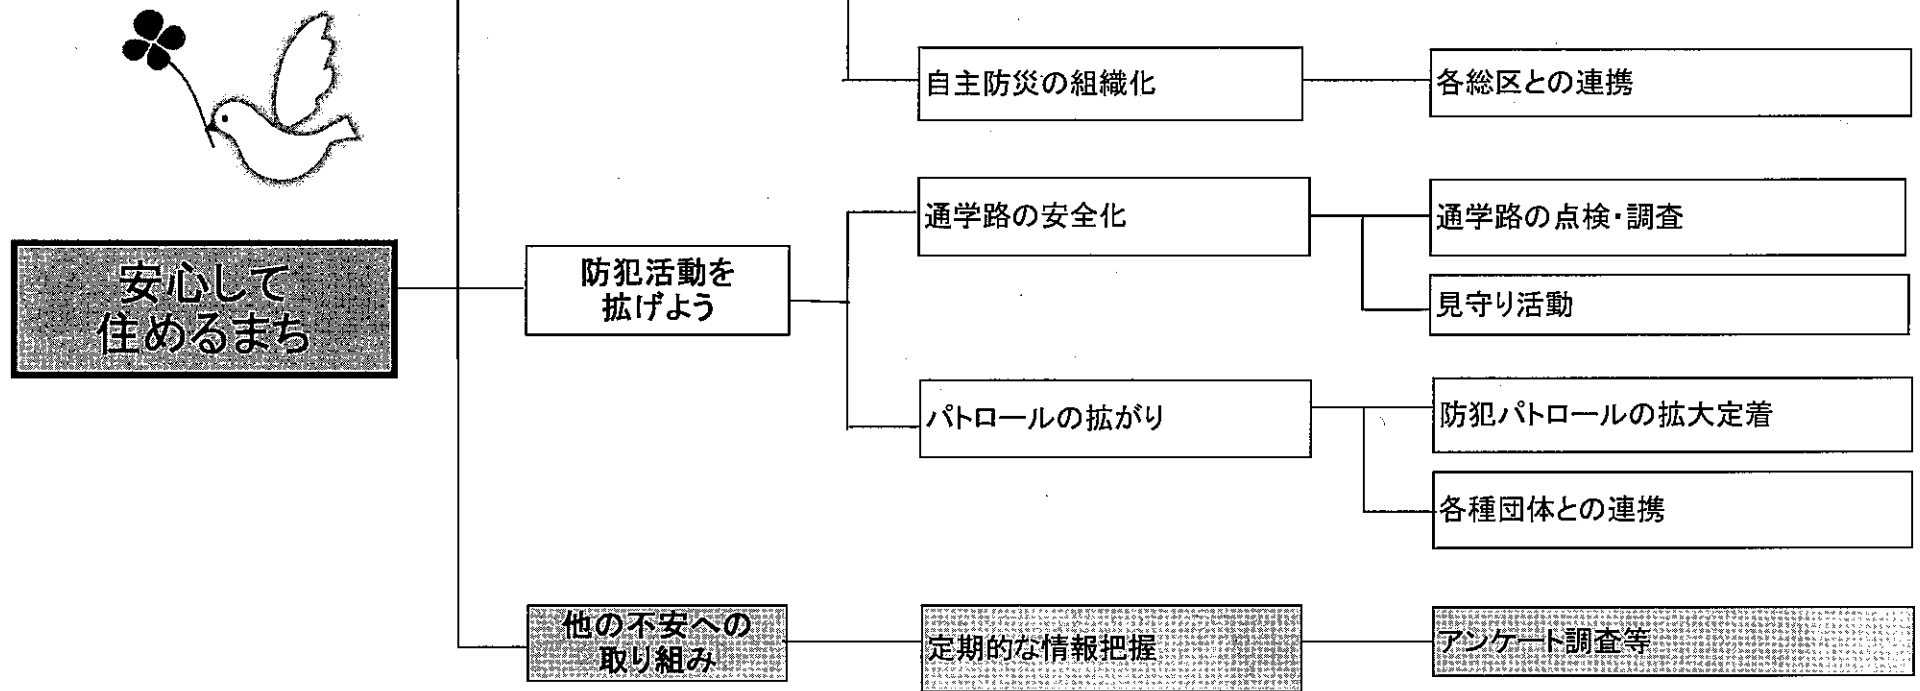 自主防災の組織化
各総区との連携
安心して
住めるまち
防犯活動を
拡げよう
通学路の安全化
通学路の点検・調査
見守り活動
パトロールの拡がり
防犯パトロールの拡大定着
各種団体との連携
他の不安への
取り組み
定期的な情報把握
アンケート調査等